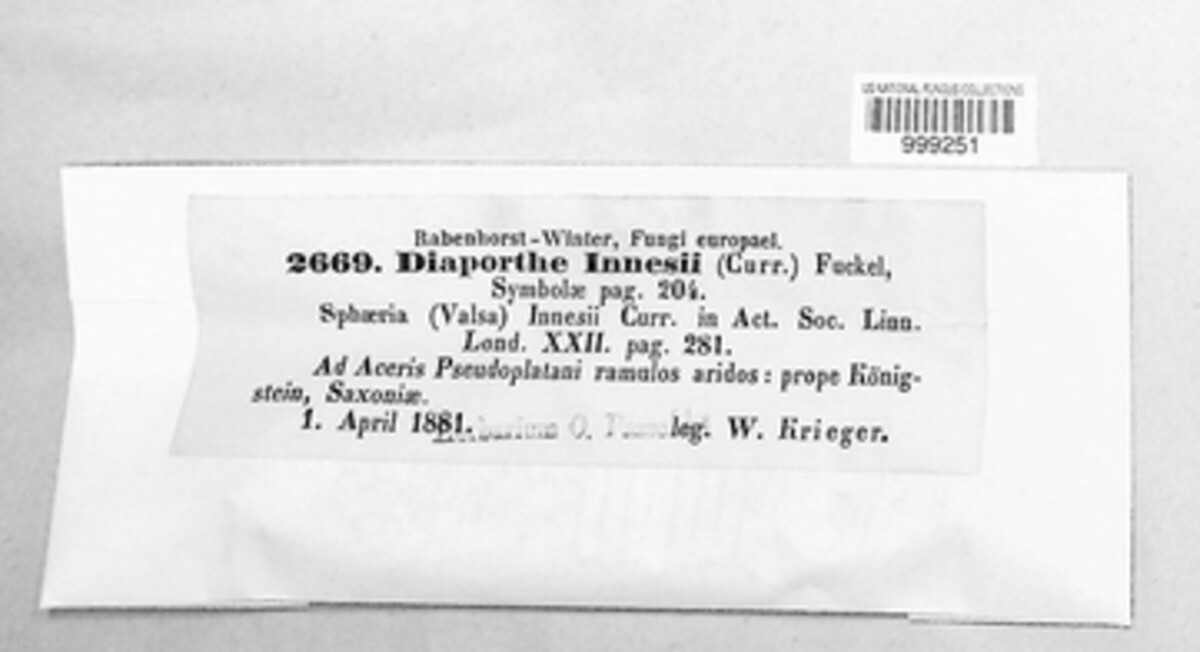 US NATIONAL FUNGUS COLLECTIONS
999251
Rabenhorst-Winter, Fungi europaei.
2669. Diaporthe Innesii (Curr.) Fuckel,
Symbolæ pag. 204.
Sphæria (Valsa) Innesii Curr. in Act. Soc. Linn.
Lond. XXII. pag. 281.
Ad Aceris Pseudoplatani ramulos aridos: prope König-
stein, Saxoniæ.
1. April 1881. O. leg. W. Krieger.